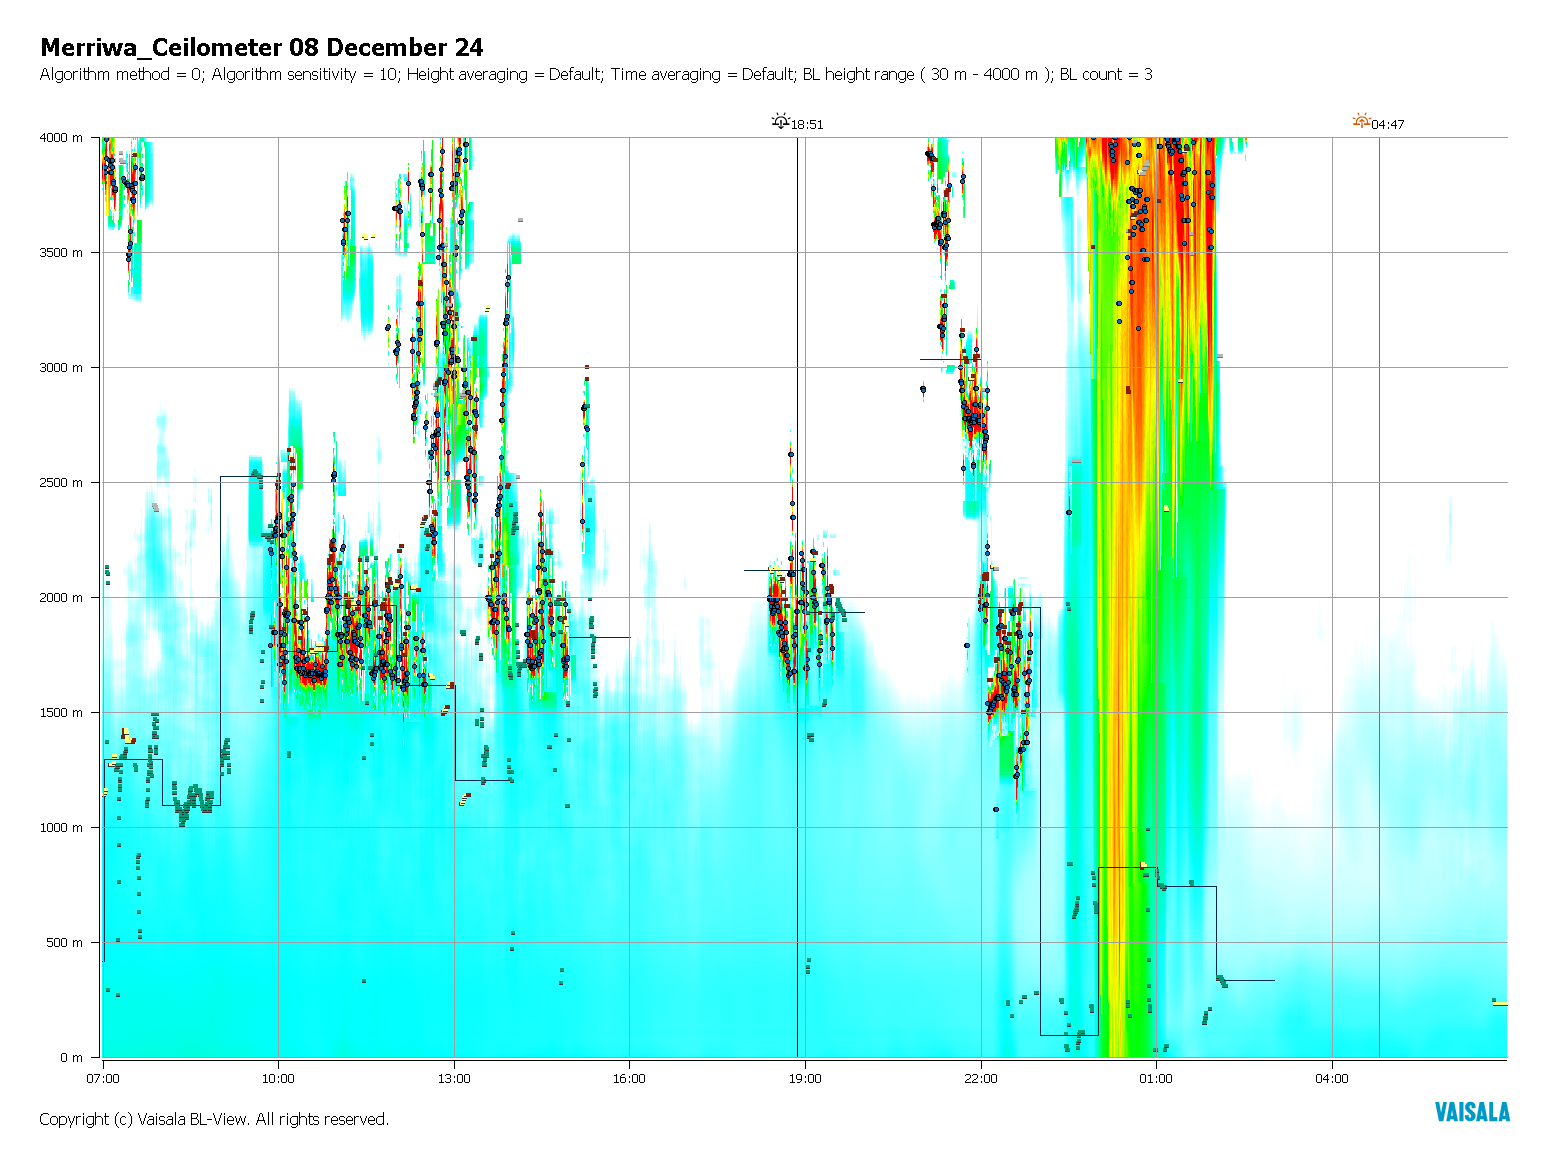 Merriwa_Ceilometer 08 December 24
Algorithm method = 0; Algorithm sensitivity = 10; Height averaging = Default; Time averaging = Default; BL height range ( 30 m - 4000 m ); BL count = 3
18:51
04:47
4000 m
3500 m
3000 m
2500 m
2000 m
1500 m
1000 m
500 m
0 m
07:00
10:00
13:00
16:00
19:00
22:00
01:00
04:00
Copyright (c) Vaisala BL-View. All rights reserved.
VAISALA